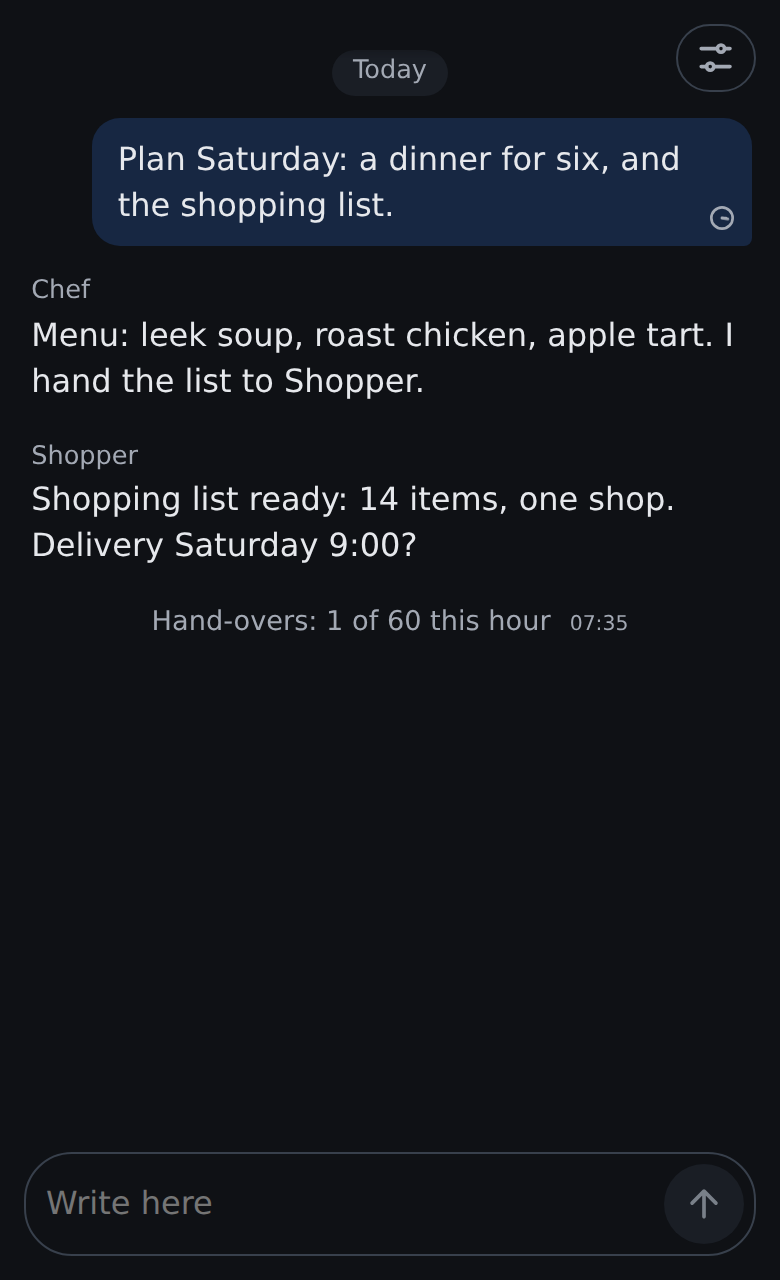 Today
Plan Saturday: a dinner for six, and
the shopping list.
Chef
Menu: leek soup, roast chicken, apple tart. I
hand the list to Shopper.
Shopper
Shopping list ready: 14 items, one shop.
Delivery Saturday 9:00?
Hand-overs: 1 of 60 this hour 07:35
Write here